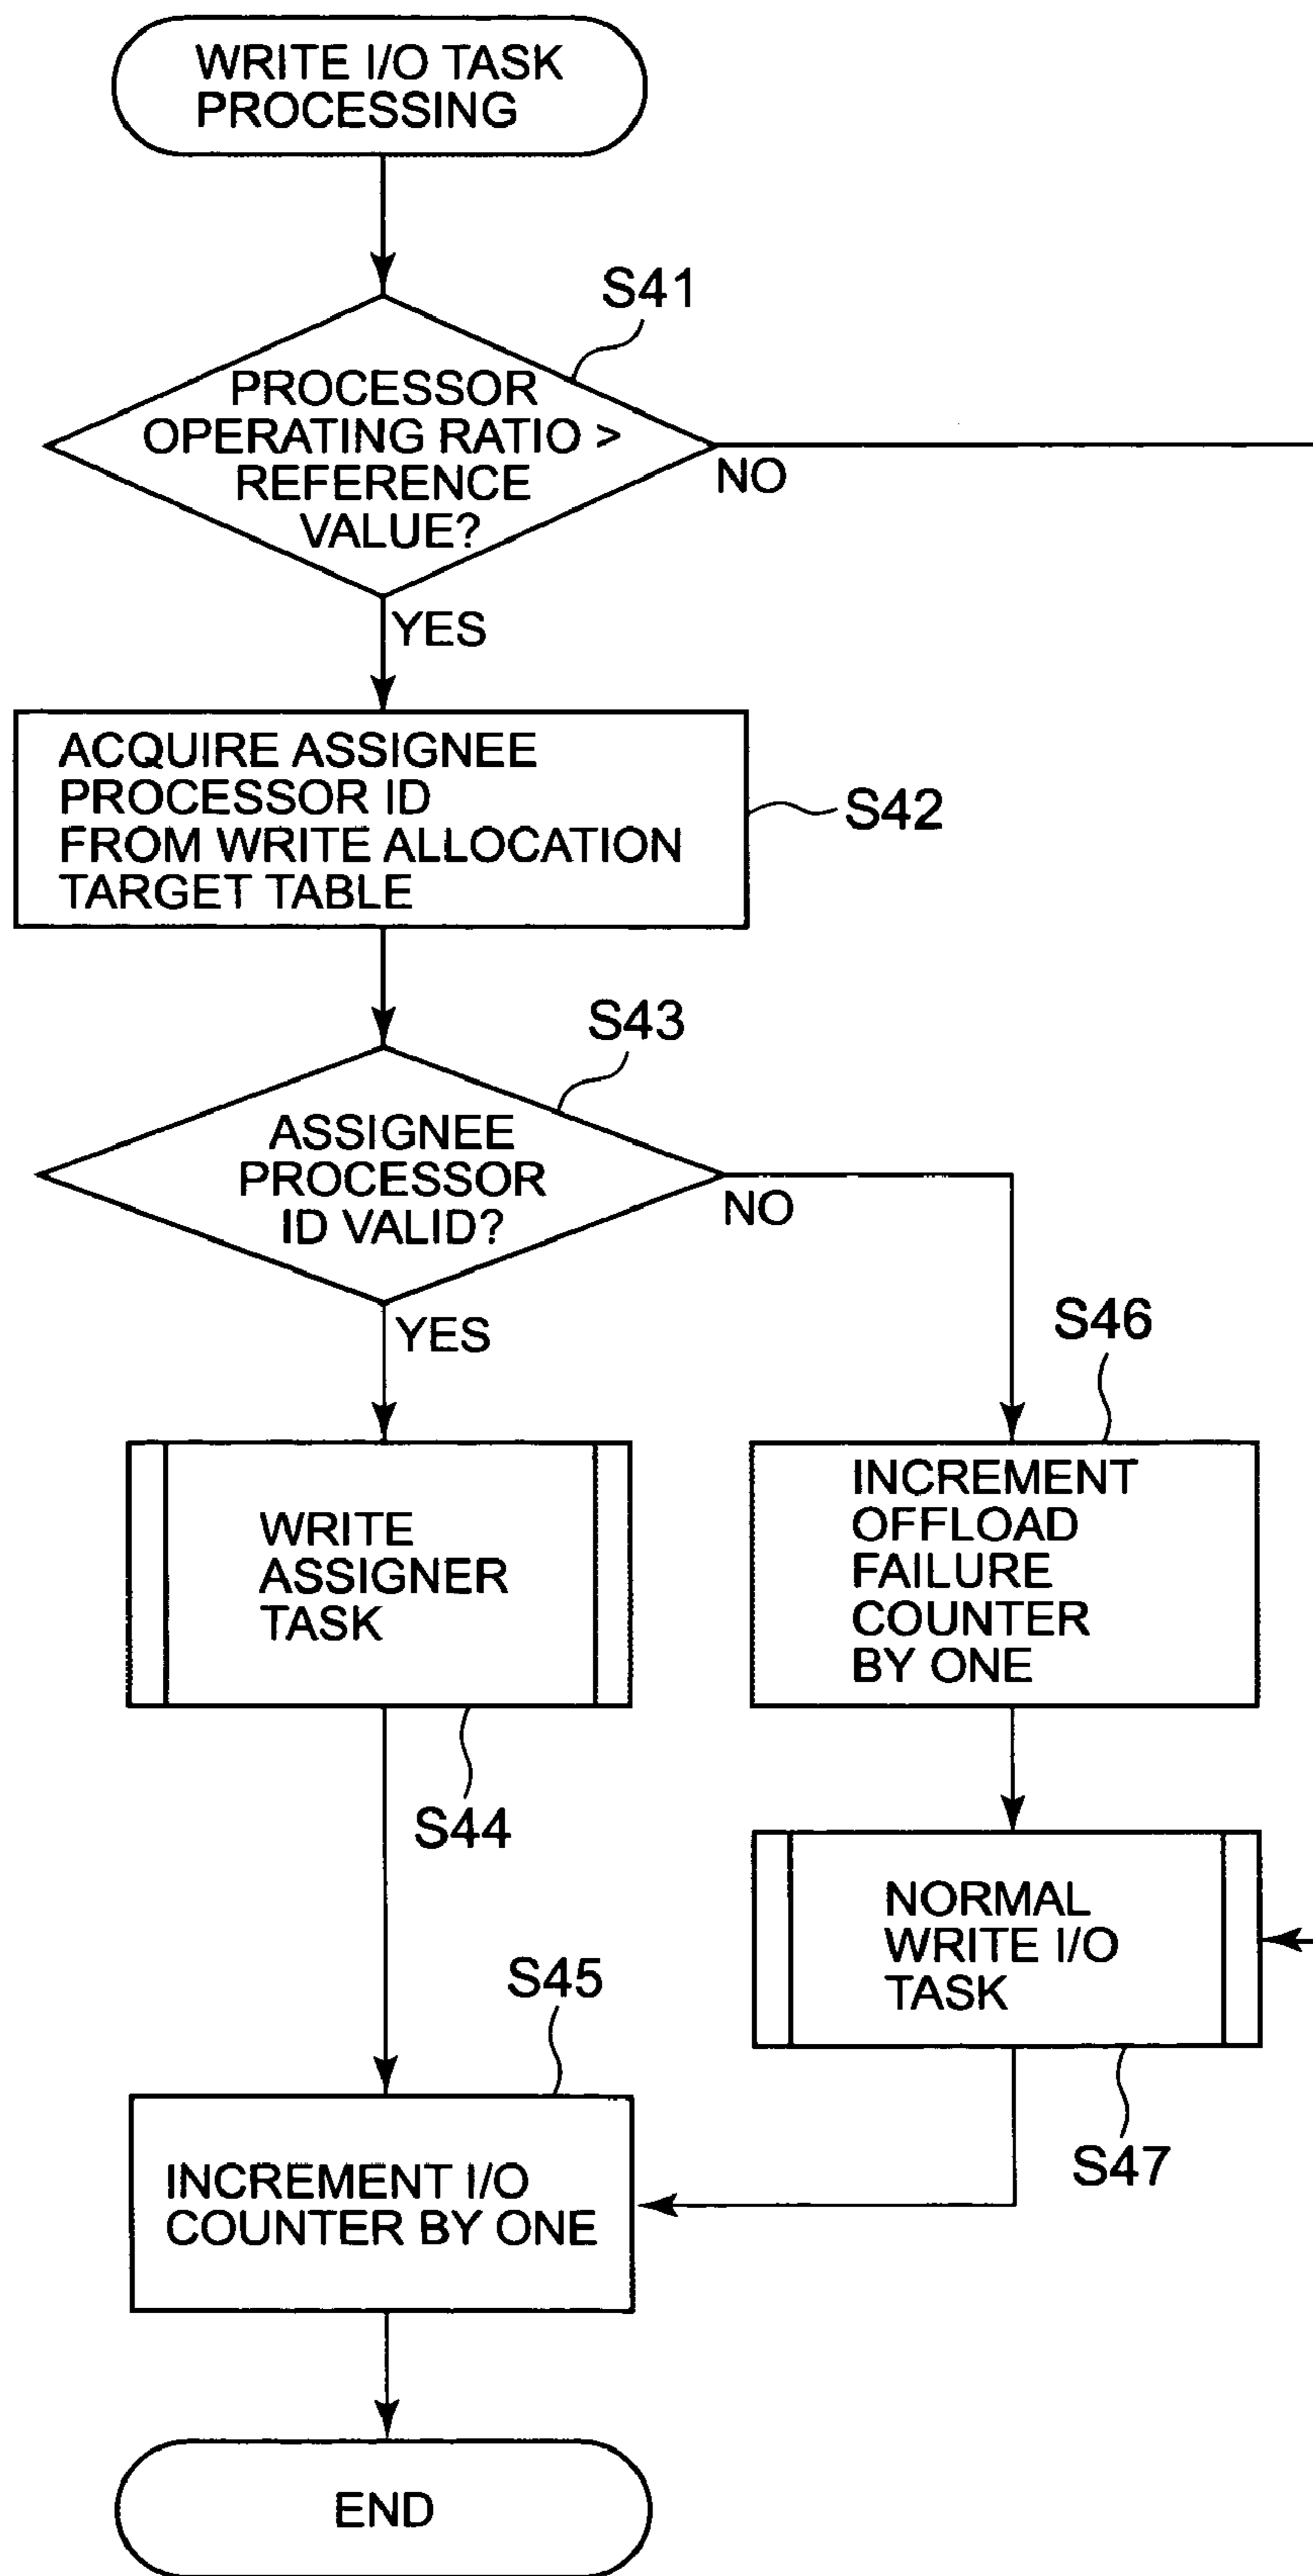 WRITE I/O TASK
PROCESSING
S41
PROCESSOR
OPERATING RATIO >
REFERENCE
VALUE?
NO
YES
ACQUIRE ASSIGNEE
PROCESSOR ID
FROM WRITE ALLOCATION
TARGET TABLE
S42
S43
ASSIGNEE
PROCESSOR
ID VALID?
NO
YES
S46
WRITE
ASSIGNER
TASK
S44
INCREMENT
OFFLOAD
FAILURE
COUNTER
BY ONE
NORMAL
WRITE I/O
TASK
S47
S45
INCREMENT I/O
COUNTER BY ONE
END